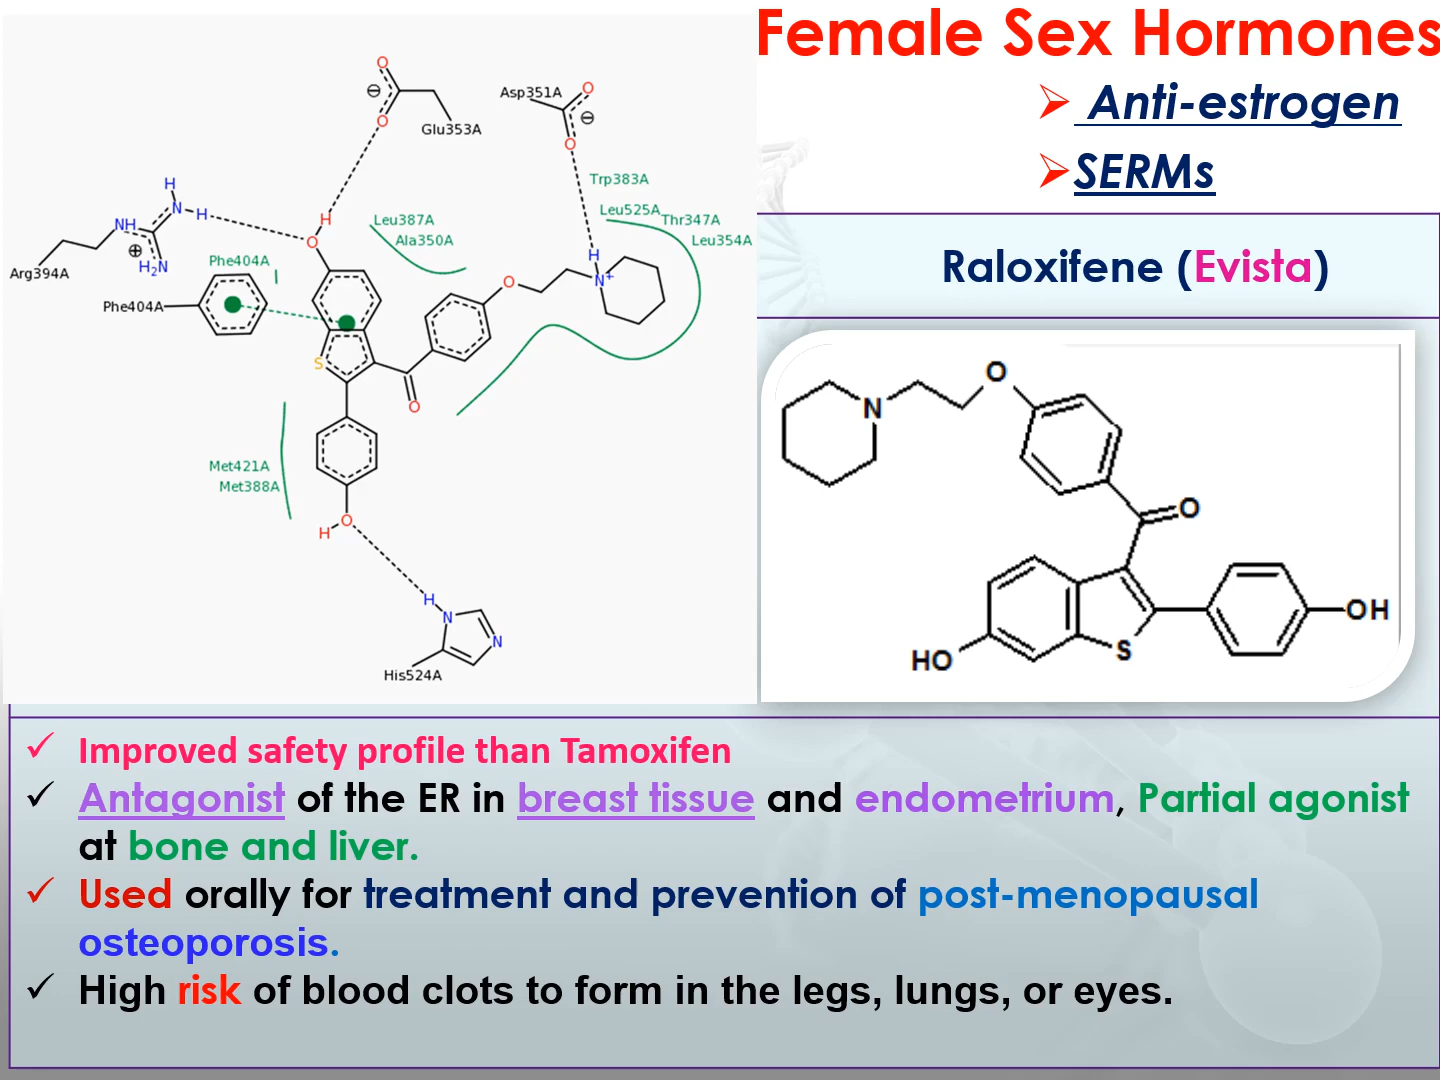 Female Sex Hormones
Anti-estrogen
SERMs
Raloxifene (Evista)
O
⊖
O
Glu353A
Asp351A
O
⊖
O
Trp383A
Leu525A
Thr347A
Leu354A
H
N
H
NH
⊕
H2N
Arg394A
H
O
Leu387A
Ala350A
Phe404A
Phe404A
H
N+
O
S
O
Met421A
Met388A
O
H
H
N
N
His524A
O
N
O
S
OH
HO
Improved safety profile than Tamoxifen
Antagonist of the ER in breast tissue and endometrium, Partial agonist
at bone and liver.
Used orally for treatment and prevention of post-menopausal
osteoporosis.
High risk of blood clots to form in the legs, lungs, or eyes.